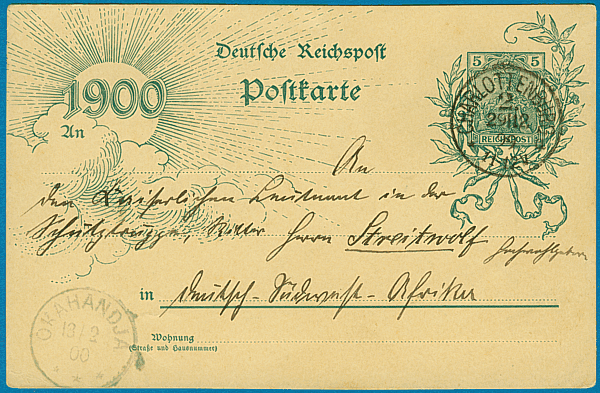 Deutsche Reichspost
Postkarte
1900
An
5 5
REICHSPOST
CHARLOTTENBURG
2
An
den Kaiserlichen Leutnant in der
Schutztruppe, Ritter Herrn Streitwolf Hochwohlgeboren
in Deutsch-Südwest-Afrika
Wohnung
(Straße und Hausnummer)
OKAHANDJA
13/2
00
* * *